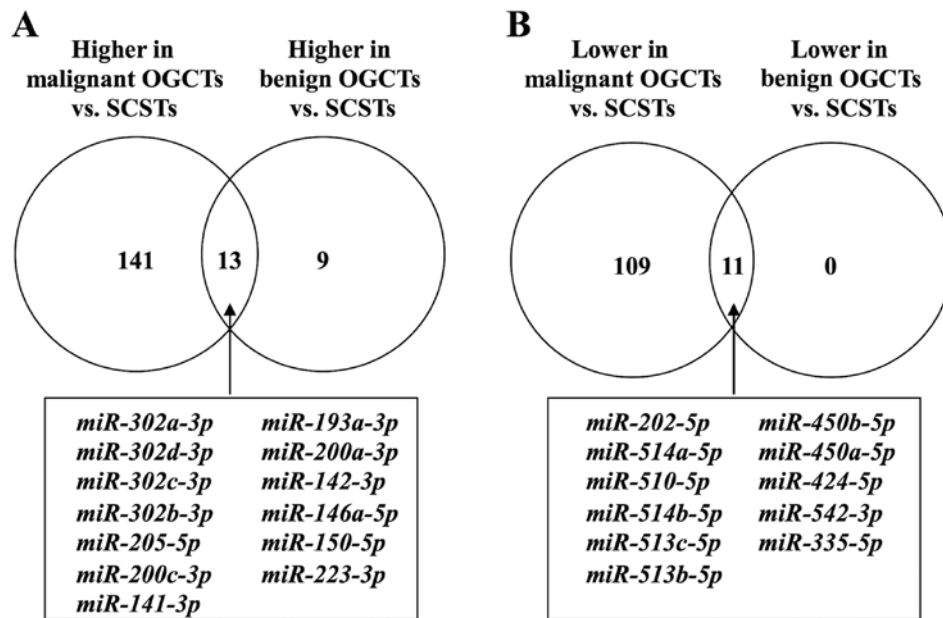 A
Higher in
malignant OGCTs
vs. SCSTs
Higher in
benign OGCTs
vs. SCSTs
141
13
9
miR-302a-3p
miR-302d-3p
miR-302c-3p
miR-302b-3p
miR-205-5p
miR-200c-3p
miR-141-3p
miR-193a-3p
miR-200a-3p
miR-142-3p
miR-146a-5p
miR-150-5p
miR-223-3p
B
Lower in
malignant OGCTs
vs. SCSTs
Lower in
benign OGCTs
vs. SCSTs
109
11
0
miR-202-5p
miR-514a-5p
miR-510-5p
miR-514b-5p
miR-513c-5p
miR-513b-5p
miR-450b-5p
miR-450a-5p
miR-424-5p
miR-542-3p
miR-335-5p